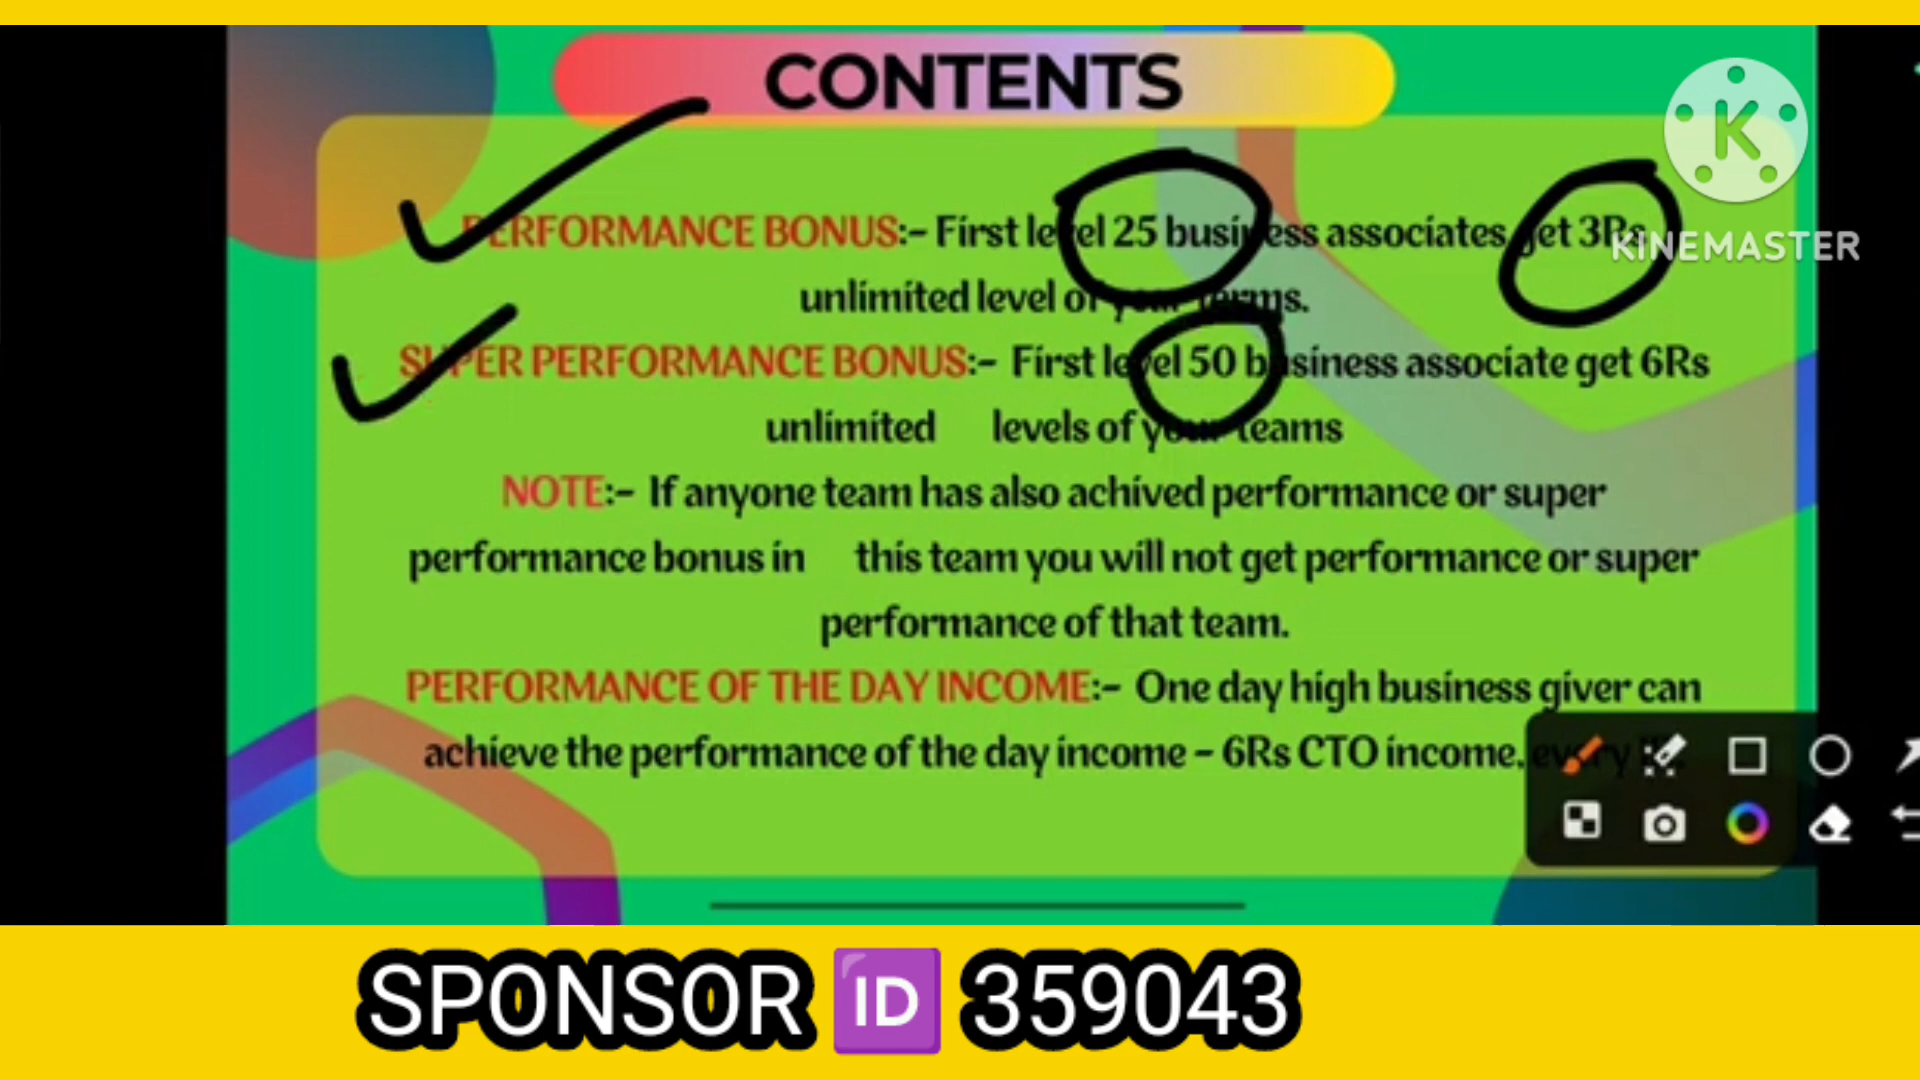 CONTENTS
K
KINEMASTER
PERFORMANCE BONUS:- First level 25 business associates get 3Rs
unlimited level of your terms.
SUPER PERFORMANCE BONUS:- First level 50 business associate get 6Rs
unlimited levels of your teams
NOTE:- If anyone team has also achived performance or super
performance bonus in this team you will not get performance or super
performance of that team.
PERFORMANCE OF THE DAY INCOME:- One day high business giver can
achieve the performance of the day income - 6Rs CTO income. every
SPONSOR 🆔 359043